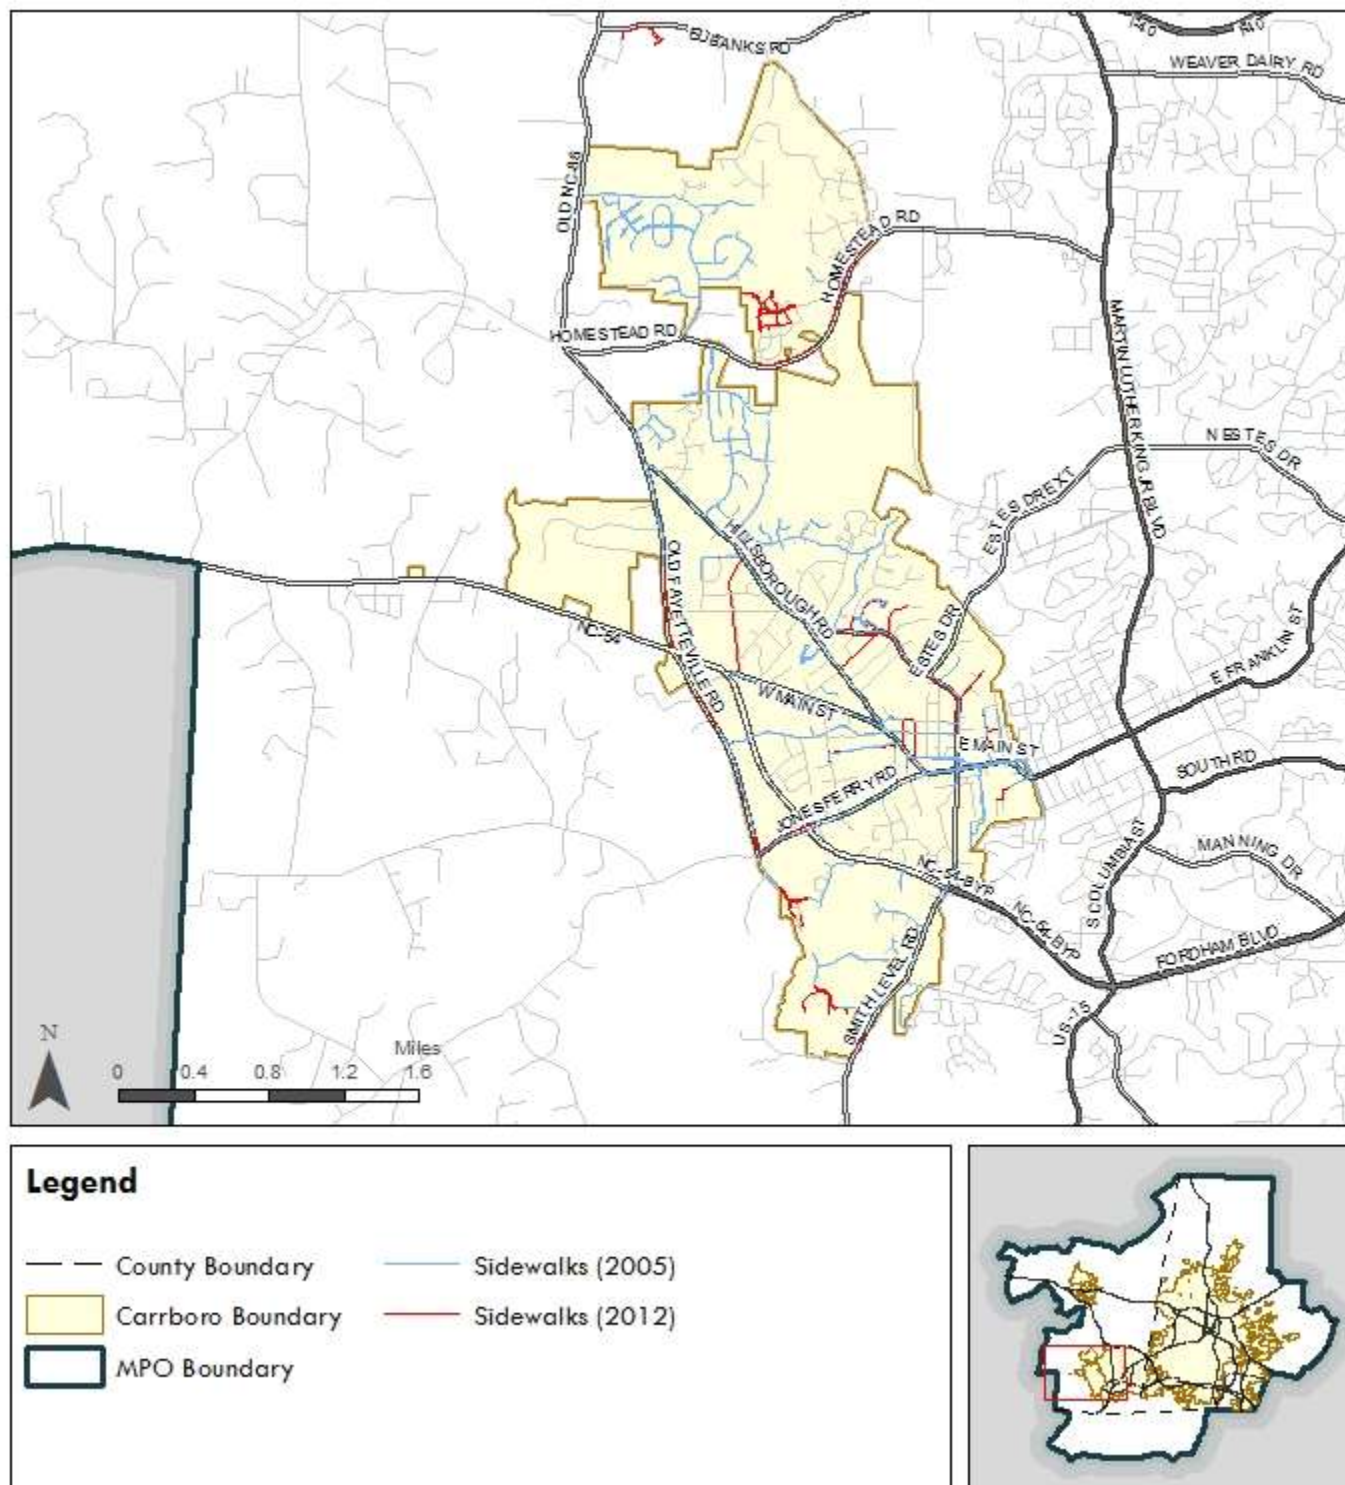 I-40
I-40
EUBANKS RD
WEAVER DAIRY RD
OLD NC 86
HOMESTEAD RD
HOMESTEAD RD
MARTIN LUTHER KING JR BLVD
N ESTES DR
ESTES DR EXT
HILLSBOROUGH RD
OLD FAYETTEVILLE RD
ESTES DR
NC-54
E FRANKLIN ST
W MAIN ST
E MAIN ST
SOUTH RD
JONES FERRY RD
MANNING DR
S COLUMBIA ST
NC-54-BYP
NC-54-BYP
FORDHAM BLVD
SMITH LEVEL RD
US-15
N
Miles
0 0.4 0.8 1.2 1.6
Legend
County Boundary
Sidewalks (2005)
Carrboro Boundary
Sidewalks (2012)
MPO Boundary